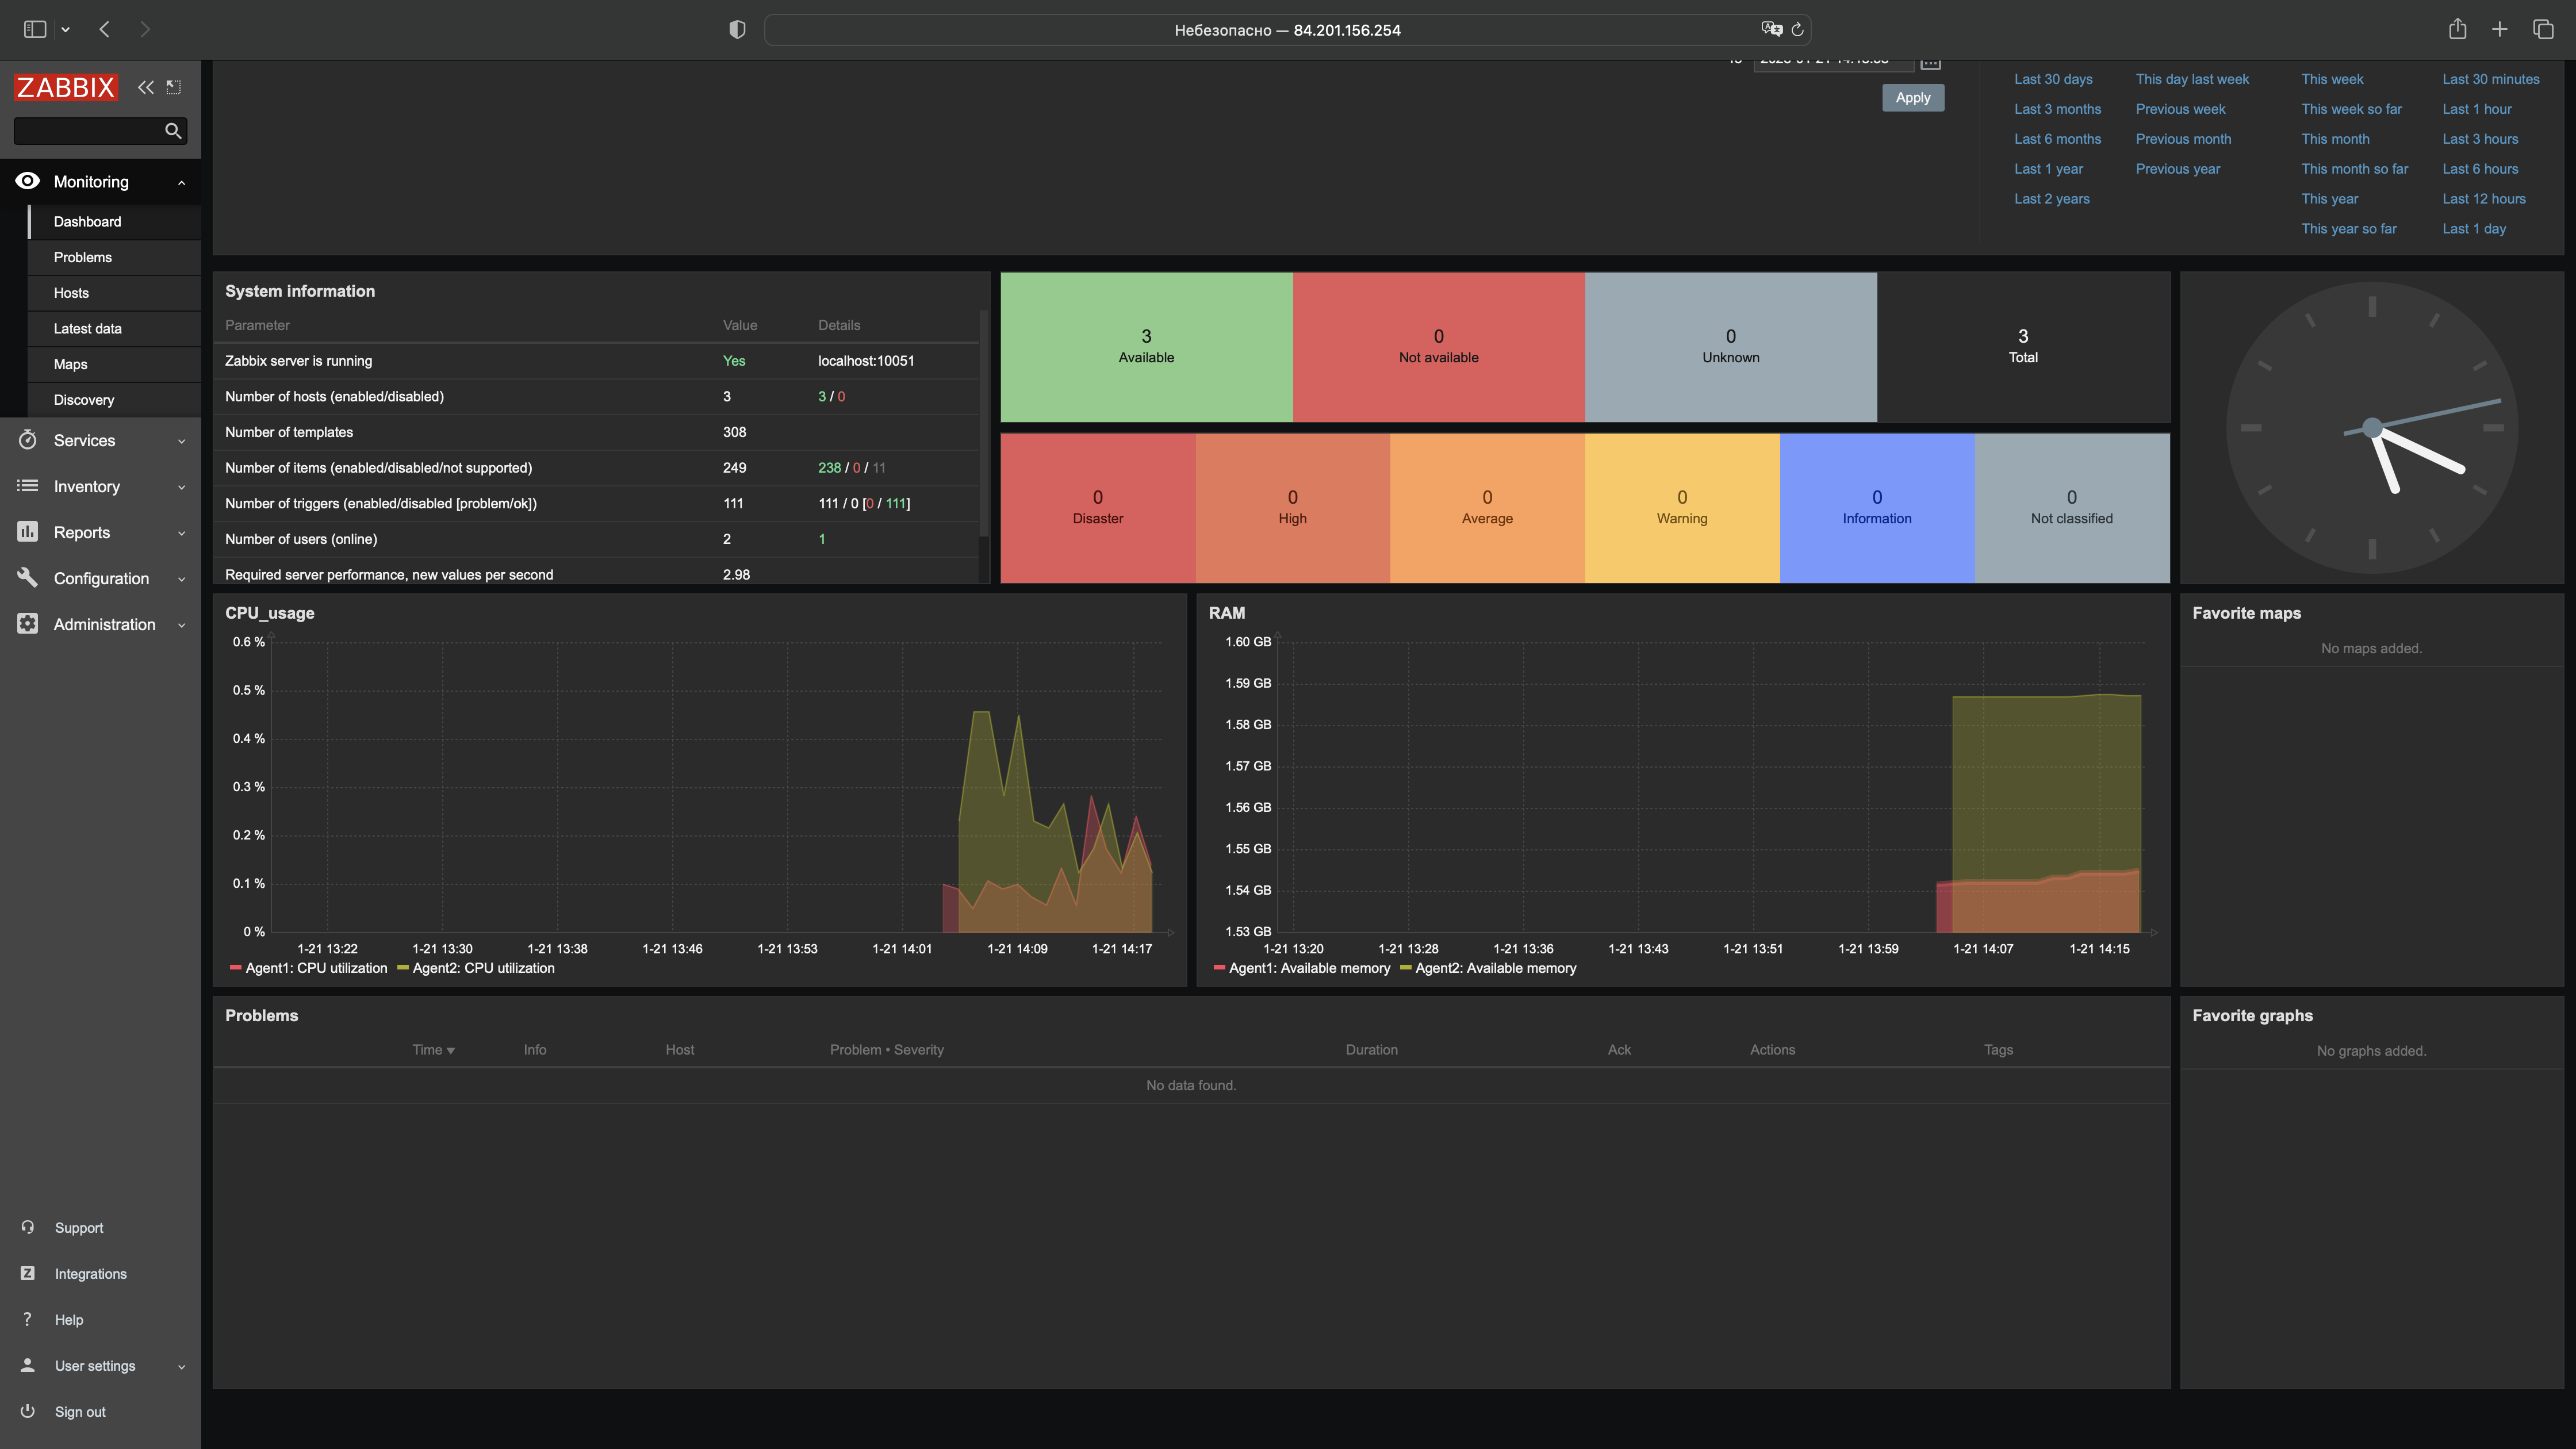 Небезопасно — 84.201.156.254
ZABBIX
Monitoring
Dashboard
Problems
Hosts
Latest data
Maps
Discovery
Services
Inventory
Reports
Configuration
Administration
Support
Integrations
Help
User settings
Sign out
Apply
Last 30 days This day last week This week Last 30 minutes
Last 3 months Previous week This week so far Last 1 hour
Last 6 months Previous month This month Last 3 hours
Last 1 year Previous year This month so far Last 6 hours
Last 2 years This year Last 12 hours
This year so far Last 1 day
System information
Parameter Value Details
Zabbix server is running Yes localhost:10051
Number of hosts (enabled/disabled) 3 3 / 0
Number of templates 308
Number of items (enabled/disabled/not supported) 249 238 / 0 / 11
Number of triggers (enabled/disabled [problem/ok]) 111 111 / 0 [0 / 111]
Number of users (online) 2 1
Required server performance, new values per second 2.98
3 0 0 3
Available Not available Unknown Total
0 0 0 0 0 0
Disaster High Average Warning Information Not classified
CPU_usage
0.6 %
0.5 %
0.4 %
0.3 %
0.2 %
0.1 %
0 %
1-21 13:22 1-21 13:30 1-21 13:38 1-21 13:46 1-21 13:53 1-21 14:01 1-21 14:09 1-21 14:17
Agent1: CPU utilization Agent2: CPU utilization
RAM
1.60 GB
1.59 GB
1.58 GB
1.57 GB
1.56 GB
1.55 GB
1.54 GB
1.53 GB
1-21 13:20 1-21 13:28 1-21 13:36 1-21 13:43 1-21 13:51 1-21 13:59 1-21 14:07 1-21 14:15
Agent1: Available memory Agent2: Available memory
Favorite maps
No maps added.
Problems
Time Info Host Problem • Severity Duration Ack Actions Tags
No data found.
Favorite graphs
No graphs added.